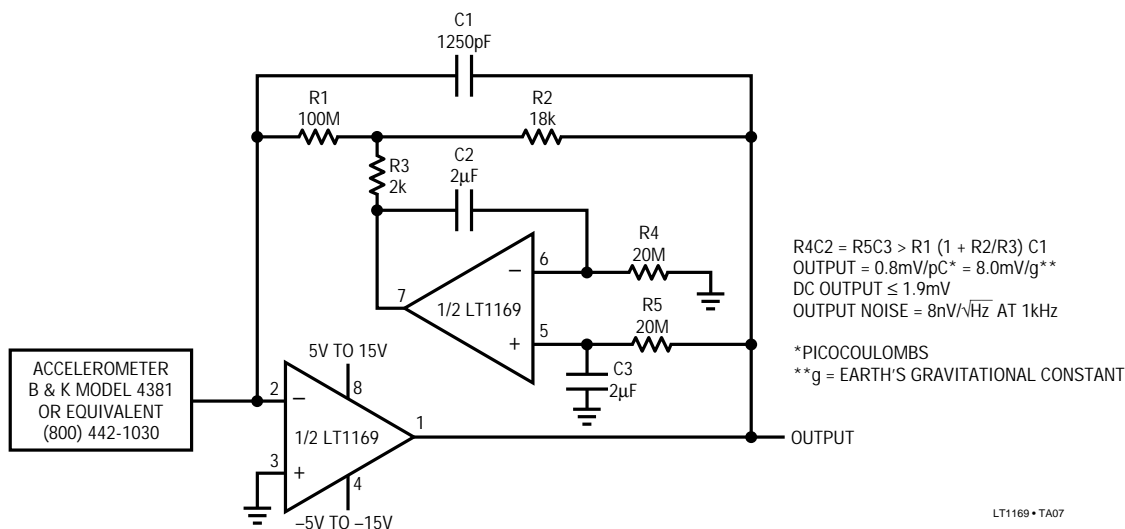 C1
1250pF
R1
100M
R2
18k
R3
2k
C2
2µF
R4
20M
6
–
7
1/2 LT1169
5
+
R5
20M
C3
2µF
R4C2 = R5C3 > R1 (1 + R2/R3) C1
OUTPUT = 0.8mV/pC* = 8.0mV/g**
DC OUTPUT ≤ 1.9mV
OUTPUT NOISE = 8nV/√Hz AT 1kHz
*PICOCOULOMBS
**g = EARTH'S GRAVITATIONAL CONSTANT
ACCELEROMETER
B & K MODEL 4381
OR EQUIVALENT
(800) 442-1030
5V TO 15V
8
2
–
1/2 LT1169
1
3
+
4
–5V TO –15V
OUTPUT
LT1169 • TA07